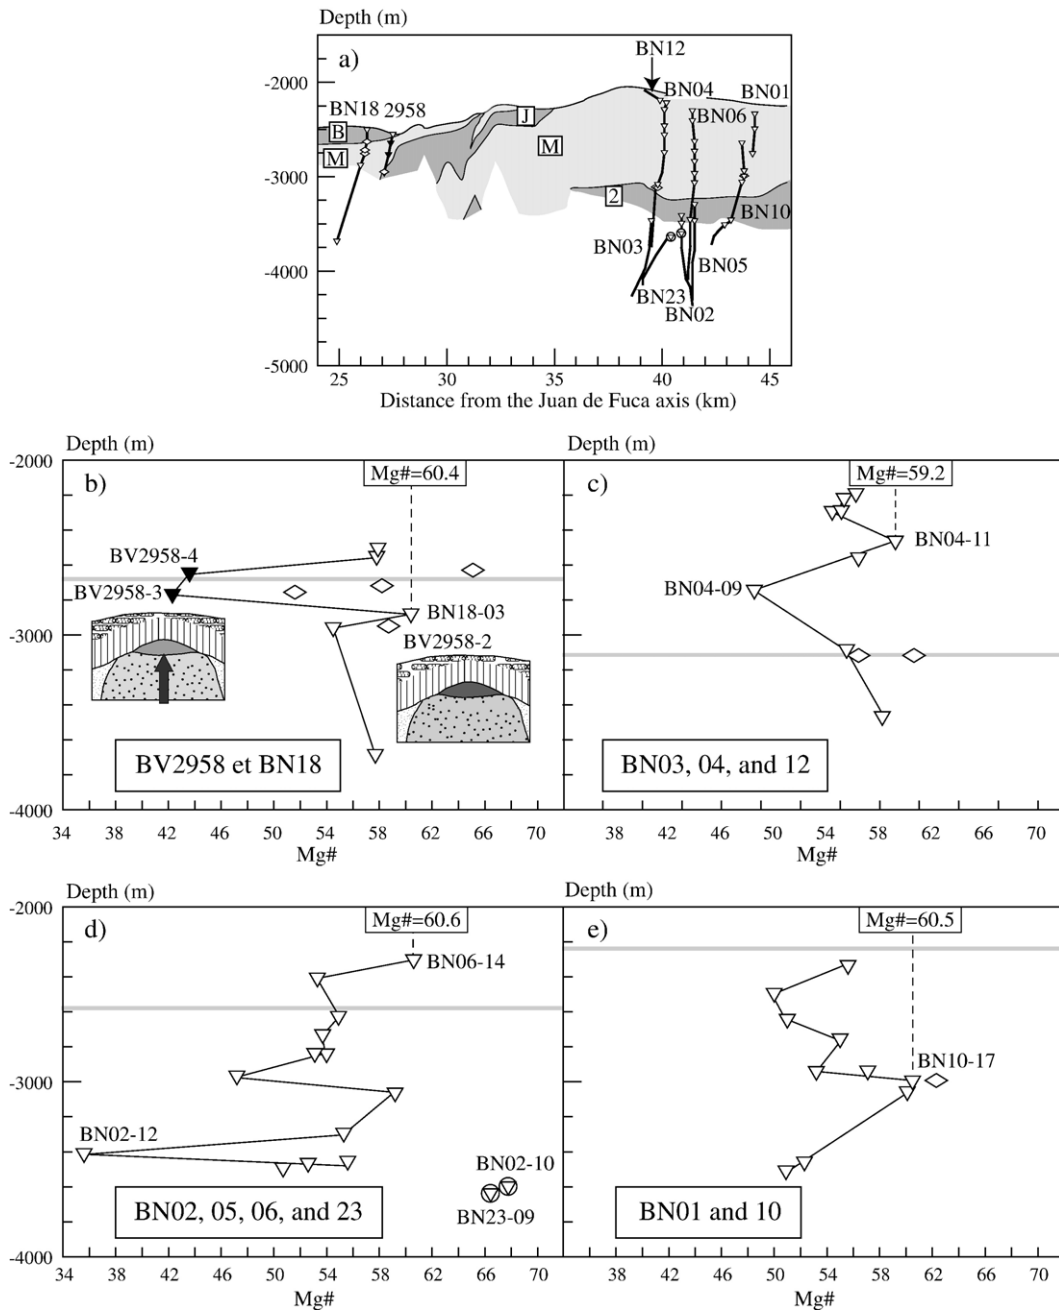 Depth (m)
a)
BN12
-2000
BN04
BN01
BN18 2958
BN06
B
J
M
M
-3000
2
BN10
BN03
BN05
-4000
BN23
BN02
-5000
25 30 35 40 45
Distance from the Juan de Fuca axis (km)
Depth (m)
Depth (m)
-2000
b)
Mg#=60.4
c)
Mg#=59.2
BV2958-4
BN04-11
BV2958-3
BN04-09
BN18-03
-3000
BV2958-2
BV2958 et BN18
BN03, 04, and 12
-4000
34 38 42 46 50 54 58 62 66 70
38 42 46 50 54 58 62 66 70
Mg#
Mg#
Depth (m)
Depth (m)
-2000
d)
Mg#=60.6
e)
Mg#=60.5
BN06-14
BN10-17
-3000
BN02-12
BN02-10
BN23-09
BN02, 05, 06, and 23
BN01 and 10
-4000
34 38 42 46 50 54 58 62 66 70
38 42 46 50 54 58 62 66 70
Mg#
Mg#